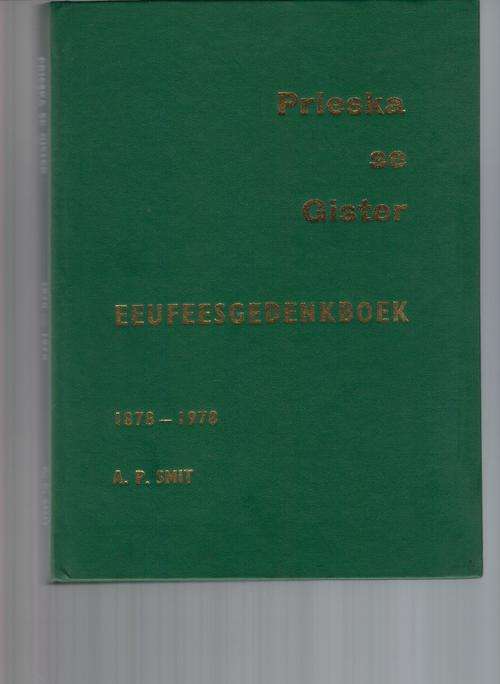 Prieska
se
Gister
EEUFEESGEDENKBOEK
1878 – 1978
A. P. SMIT